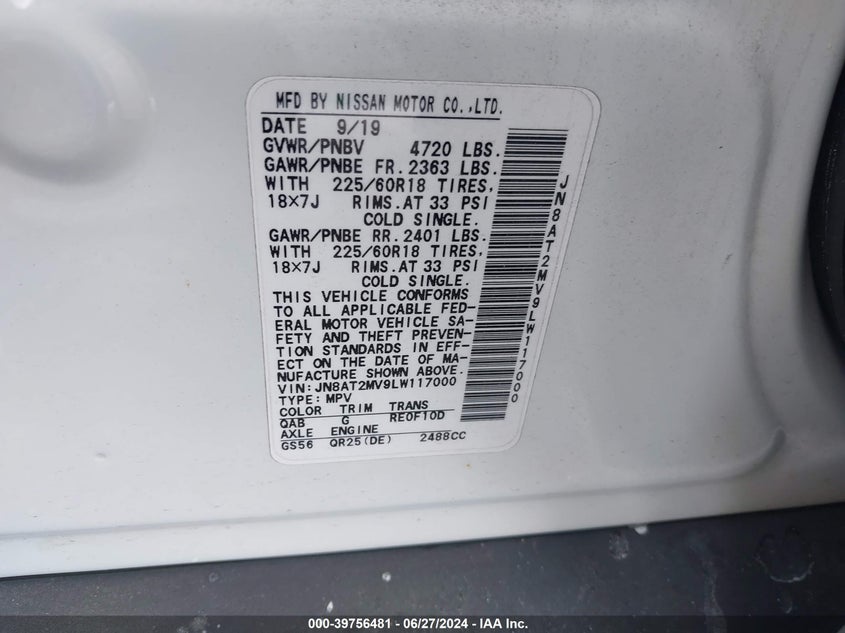 MFD BY NISSAN MOTOR CO.,LTD.
DATE 9/19
GVWR/PNBV 4720 LBS.
GAWR/PNBE FR. 2363 LBS.
WITH 225/60R18 TIRES,
18×7J RIMS.AT 33 PSI
COLD SINGLE.
GAWR/PNBE RR. 2401 LBS.
WITH 225/60R18 TIRES,
18×7J RIMS.AT 33 PSI
COLD SINGLE.
THIS VEHICLE CONFORMS
TO ALL APPLICABLE FED-
ERAL MOTOR VEHICLE SA-
FETY AND THEFT PREVEN-
TION STANDARDS IN EFF-
ECT ON THE DATE OF MA-
NUFACTURE SHOWN ABOVE.
VIN:JN8AT2MV9LW117000
TYPE:MPV
COLOR TRIM TRANS
QAB G RE0F10D
AXLE ENGINE
GS56 QR25(DE) 2488CC
JN8AT2MV9LW117000
000-39756481 - 06/27/2024 - IAA Inc.